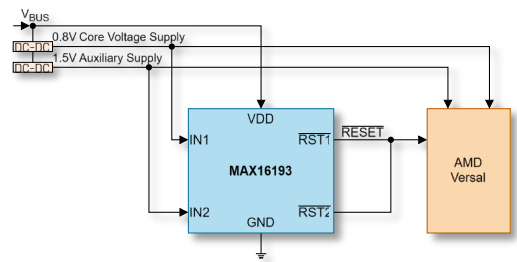 VBUS
DC-DC
0.8V Core Voltage Supply
DC-DC
1.5V Auxiliary Supply
VDD
IN1
RST1
RESET
MAX16193
AMD
Versal
IN2
RST2
GND